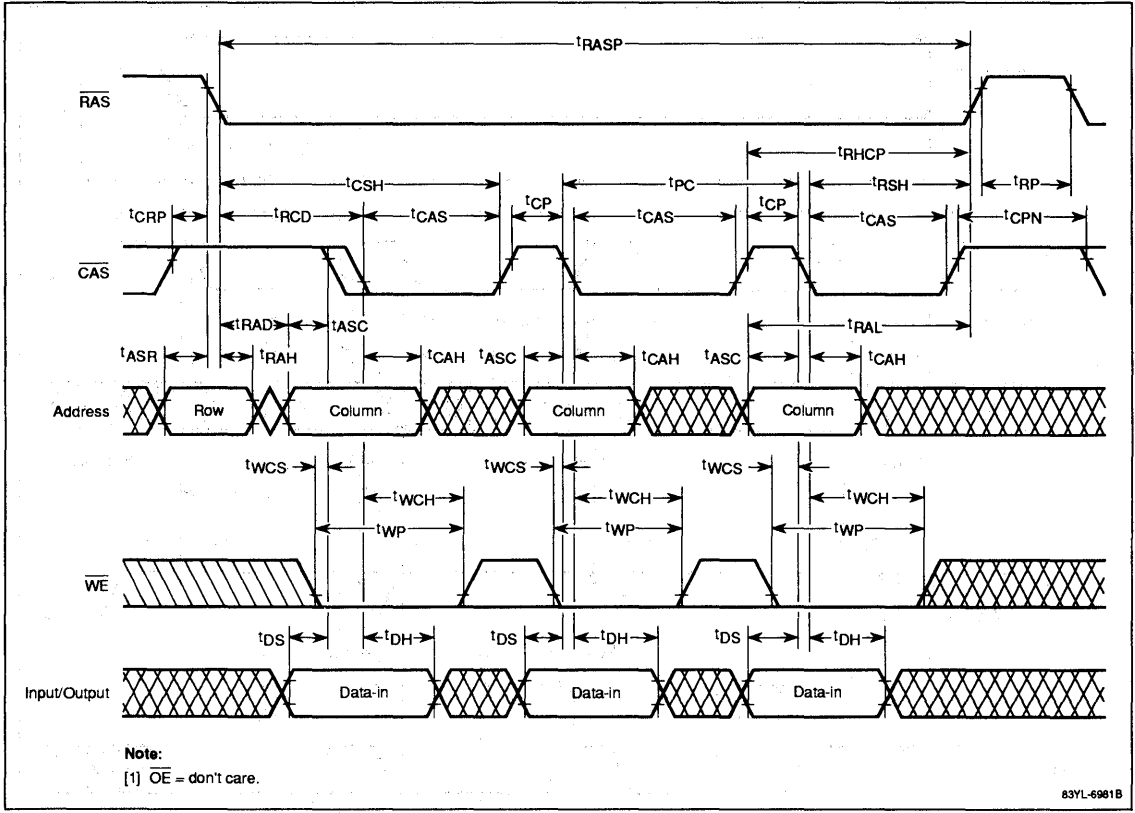 tRASP
RAS
tRHCP
tCSH
tPC
tRSH
tRP
tCRP
tRCD
tCAS
tCP
tCAS
tCP
tCAS
tCPN
CAS
tRAD
tASC
tRAL
tASR
tRAH
tCAH
tASC
tCAH
tASC
tCAH
Address
Row
Column
Column
Column
tWCS
tWCS
tWCS
tWCH
tWCH
tWCH
tWP
tWP
tWP
WE
tDS
tDH
tDS
tDH
tDS
tDH
Input/Output
Data-in
Data-in
Data-in
Note:
[1] OE = don't care.
83YL-6981B